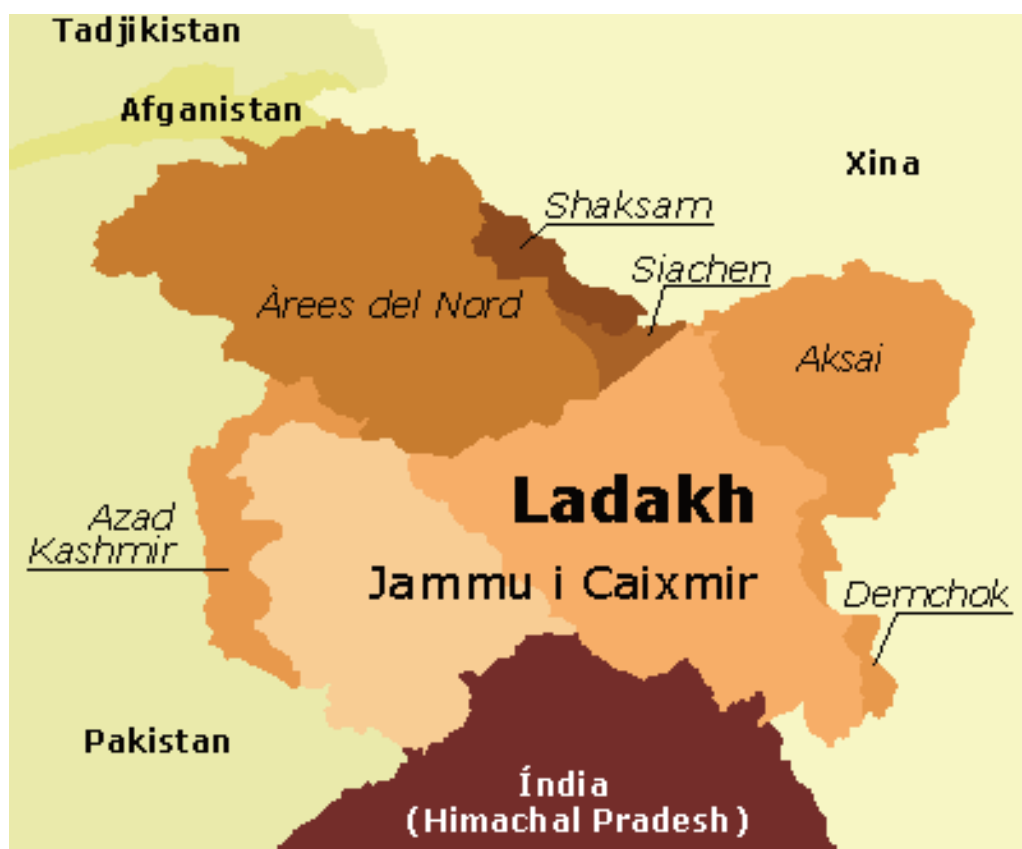 Tadjikistan
Afganistan
Xina
Shaksam
Siachen
Àrees del Nord
Aksai
Ladakh
Azad
Kashmir
Jammu i Caixmir
Demchok
Pakistan
Índia
(Himachal Pradesh)